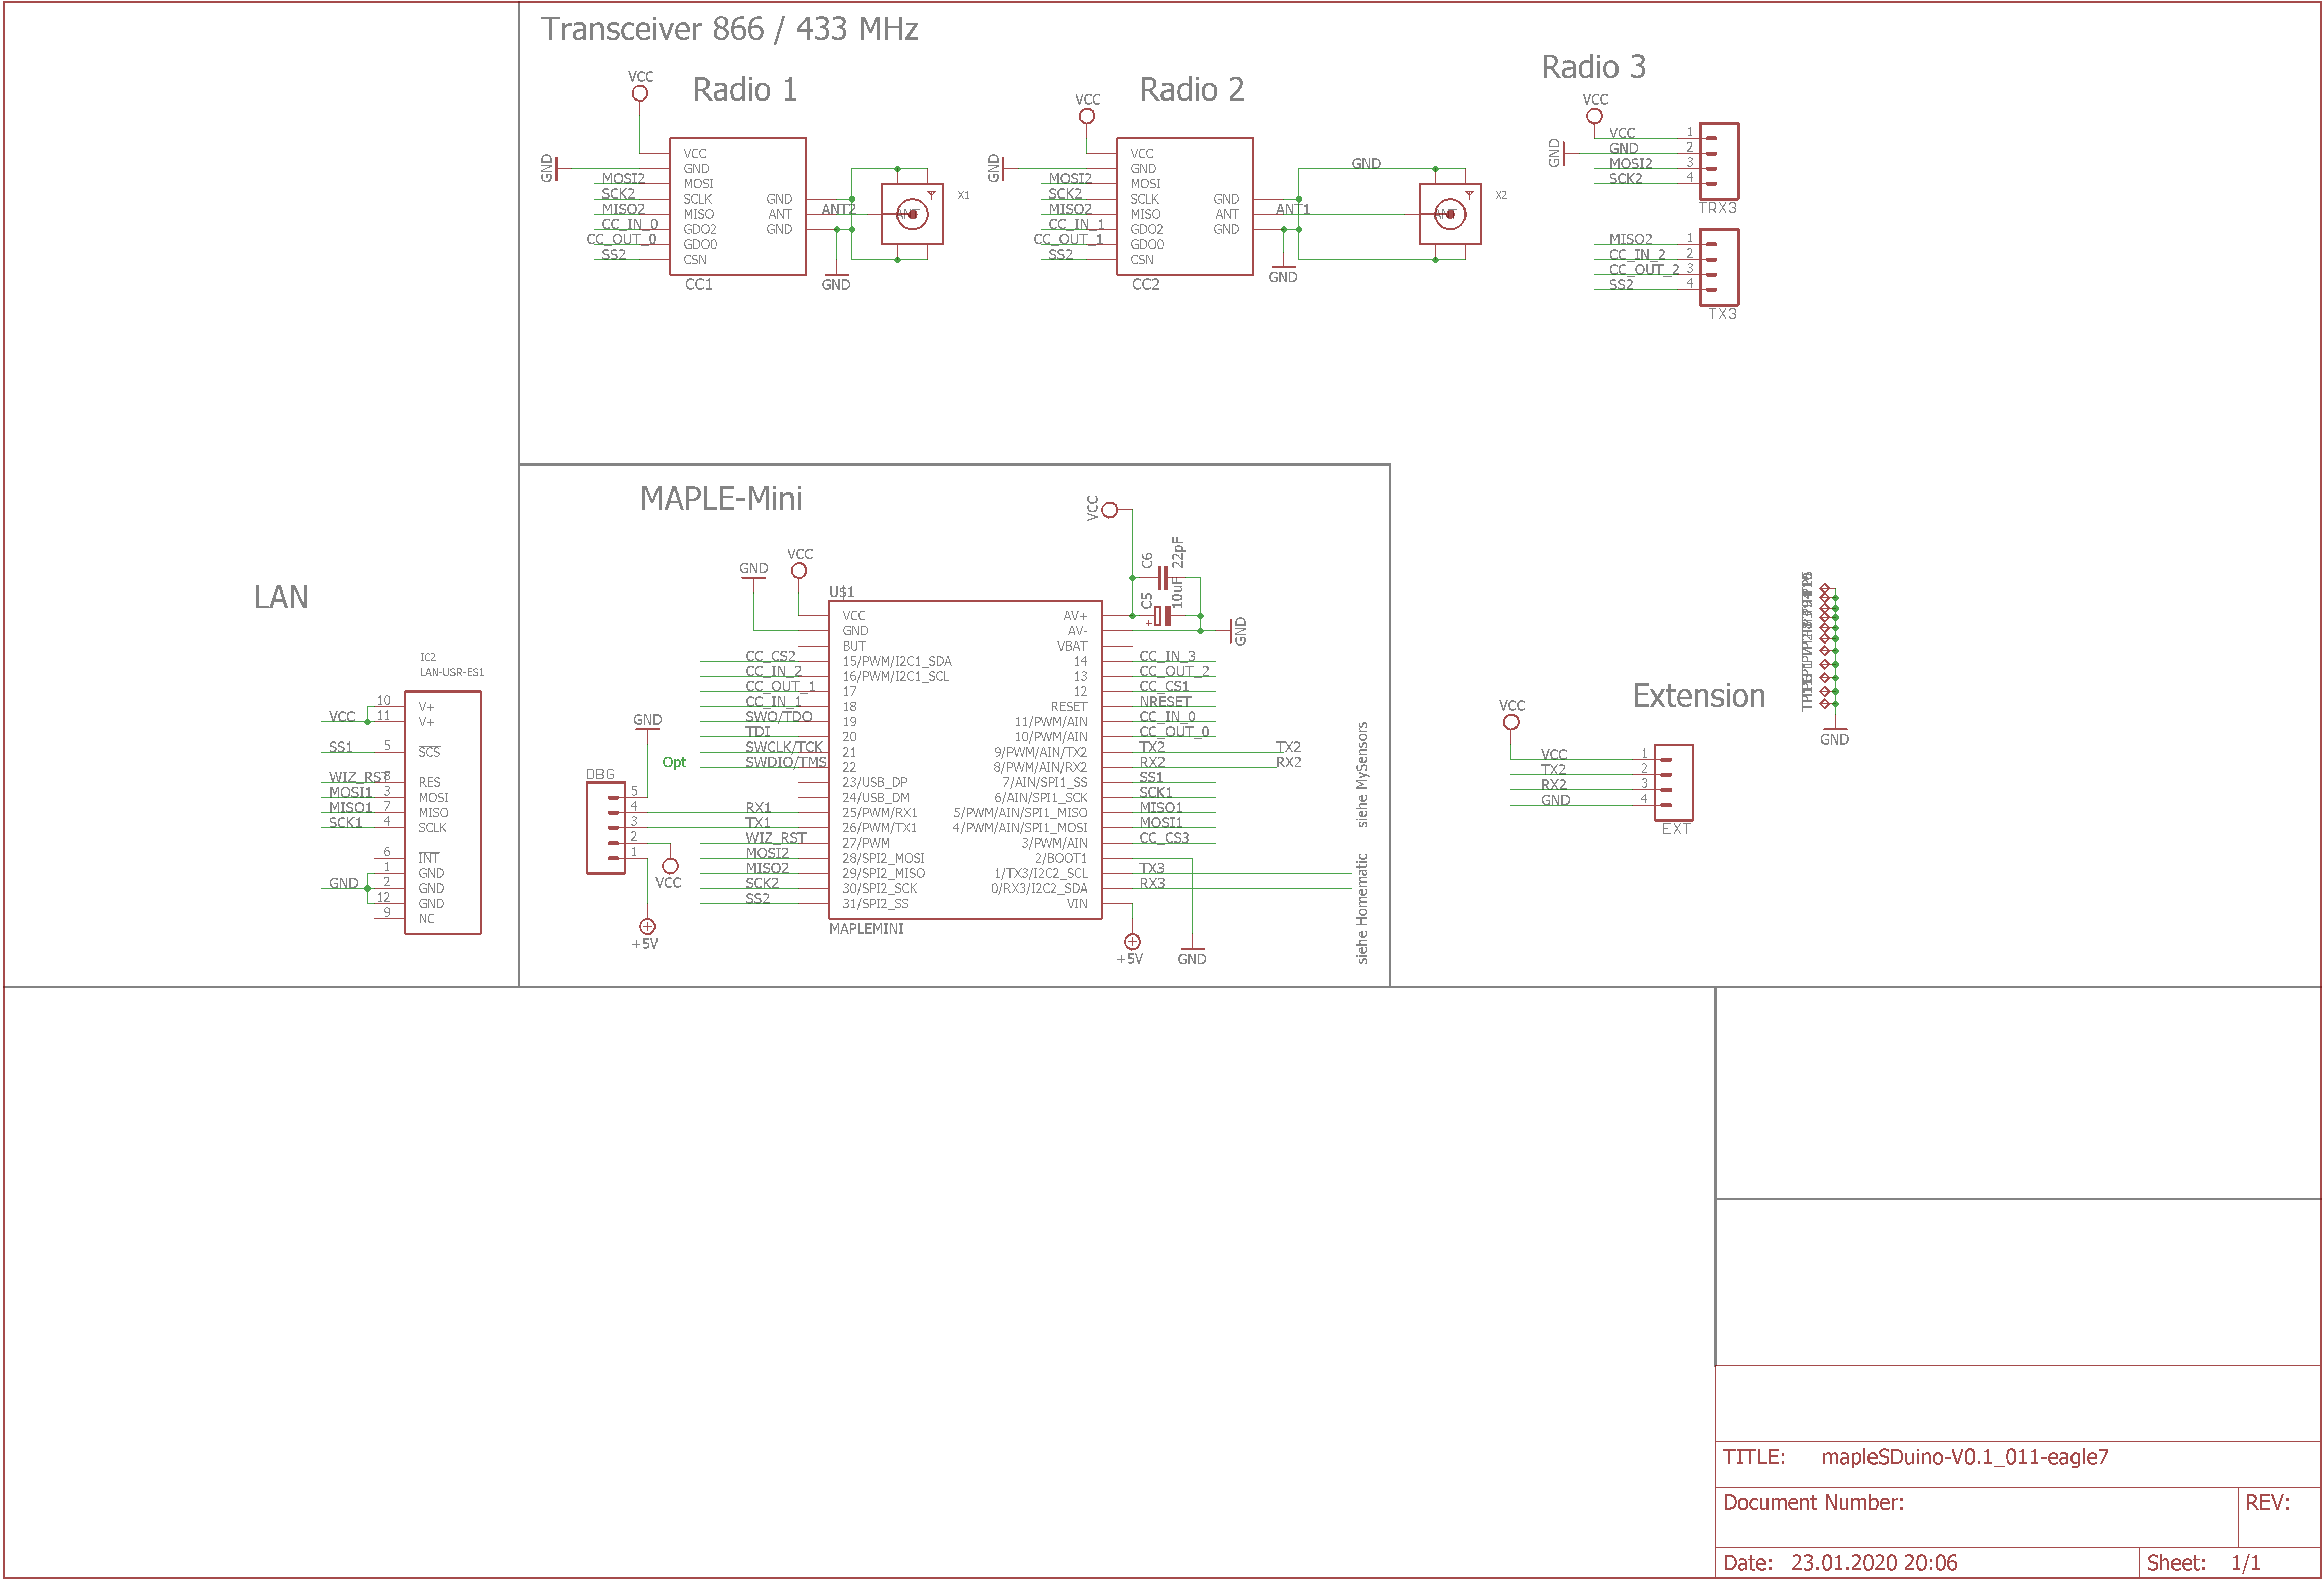 Transceiver 866 / 433 MHz
Radio 1
VCC
GND
MOSI2
SCK2
MISO2
CC_IN_0
CC_OUT_0
SS2
VCC
GND
MOSI
SCLK
MISO
GDO2
GDO0
CSN
GND
ANT
GND
CC1
ANT2
ANT
X1
GND
Radio 2
VCC
GND
MOSI2
SCK2
MISO2
CC_IN_1
CC_OUT_1
SS2
VCC
GND
MOSI
SCLK
MISO
GDO2
GDO0
CSN
GND
ANT
GND
CC2
GND
ANT1
ANT
X2
GND
Radio 3
VCC
GND
VCC 1
GND 2
MOSI2 3
SCK2 4
TRX3
MISO2 1
CC_IN_2 2
CC_OUT_2 3
SS2 4
TX3
LAN
IC2
LAN-USR-ES1
10 V+
VCC 11 V+
SS1 5 SCS
WIZ_RST RES
MOSI1 3 MOSI
MISO1 7 MISO
SCK1 4 SCLK
6 INT
1 GND
GND 2 GND
12 GND
9 NC
MAPLE-Mini
VCC
C6
22pF
C5
10uF
+
GND
GND
VCC
U$1
VCC
GND
BUT
CC_CS2 15/PWM/I2C1_SDA
CC_IN_2 16/PWM/I2C1_SCL
CC_OUT_1 17
CC_IN_1 18
SWO/TDO 19
TDI 20
SWCLK/TCK 21
Opt
SWDIO/TMS 22
23/USB_DP
24/USB_DM
RX1 25/PWM/RX1
TX1 26/PWM/TX1
WIZ_RST 27/PWM
MOSI2 28/SPI2_MOSI
MISO2 29/SPI2_MISO
SCK2 30/SPI2_SCK
SS2 31/SPI2_SS
AV+
AV-
VBAT
14 CC_IN_3
13 CC_OUT_2
12 CC_CS1
RESET NRESET
11/PWM/AIN CC_IN_0
10/PWM/AIN CC_OUT_0
9/PWM/AIN/TX2 TX2 TX2
8/PWM/AIN/RX2 RX2 RX2
7/AIN/SPI1_SS SS1
6/AIN/SPI1_SCK SCK1
5/PWM/AIN/SPI1_MISO MISO1
4/PWM/AIN/SPI1_MOSI MOSI1
3/PWM/AIN CC_CS3
2/BOOT1
1/TX3/I2C2_SCL TX3
0/RX3/I2C2_SDA RX3
VIN
MAPLEMINI
+5V
GND
siehe MySensors
siehe Homematic
GND
DBG
5
4
3
2
1
VCC
+5V
Extension
VCC
VCC 1
TX2 2
RX2 3
GND 4
EXT
GND
TITLE: mapleSDuino-V0.1_011-eagle7
Document Number:
REV:
Date: 23.01.2020 20:06
Sheet: 1/1